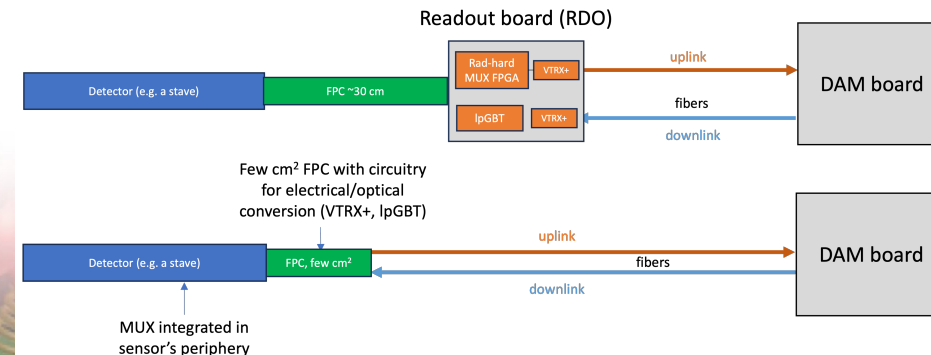 Readout board (RDO)
Rad-hard
MUX FPGA
VTRX+
uplink
DAM board
Detector (e.g. a stave)
FPC ~30 cm
lpGBT
VTRX+
fibers
downlink
Few cm² FPC with circuitry
for electrical/optical
conversion (VTRX+, lpGBT)
uplink
DAM board
Detector (e.g. a stave)
FPC, few cm²
fibers
downlink
MUX integrated in
sensor's periphery